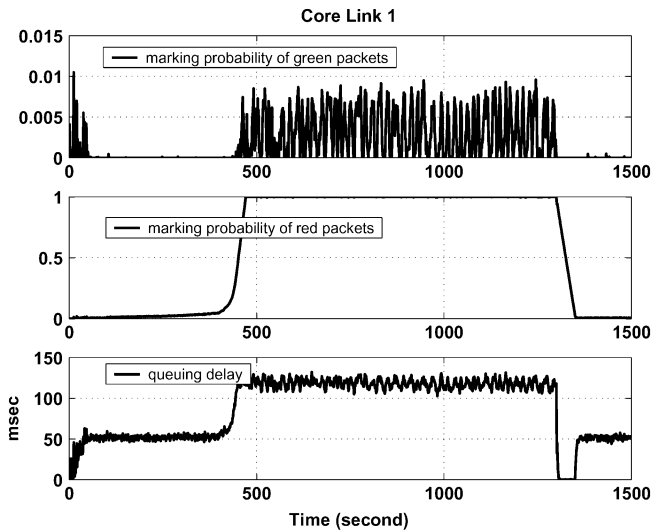 Core Link 1
0.015
marking probability of green packets
0.01
0.005
0
0 500 1000 1500
1
marking probability of red packets
0.5
0
0 500 1000 1500
150
queuing delay
100
msec
50
0
0 500 1000 1500
Time (second)